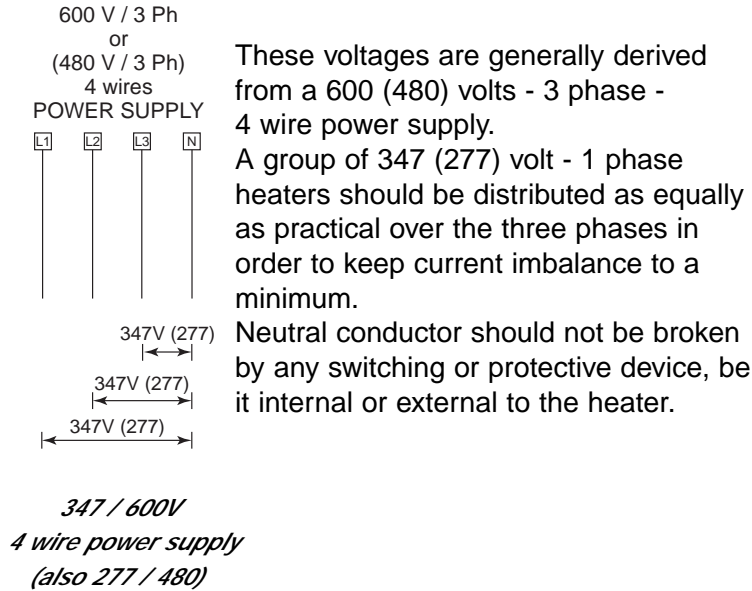 600 V / 3 Ph
or
(480 V / 3 Ph)
4 wires
POWER SUPPLY
L1 L2 L3 N
347V (277)
347V (277)
347V (277)
347 / 600V
4 wire power supply
(also 277 / 480)
These voltages are generally derived
from a 600 (480) volts - 3 phase -
4 wire power supply.
A group of 347 (277) volt - 1 phase
heaters should be distributed as equally
as practical over the three phases in
order to keep current imbalance to a
minimum.
Neutral conductor should not be broken
by any switching or protective device, be
it internal or external to the heater.